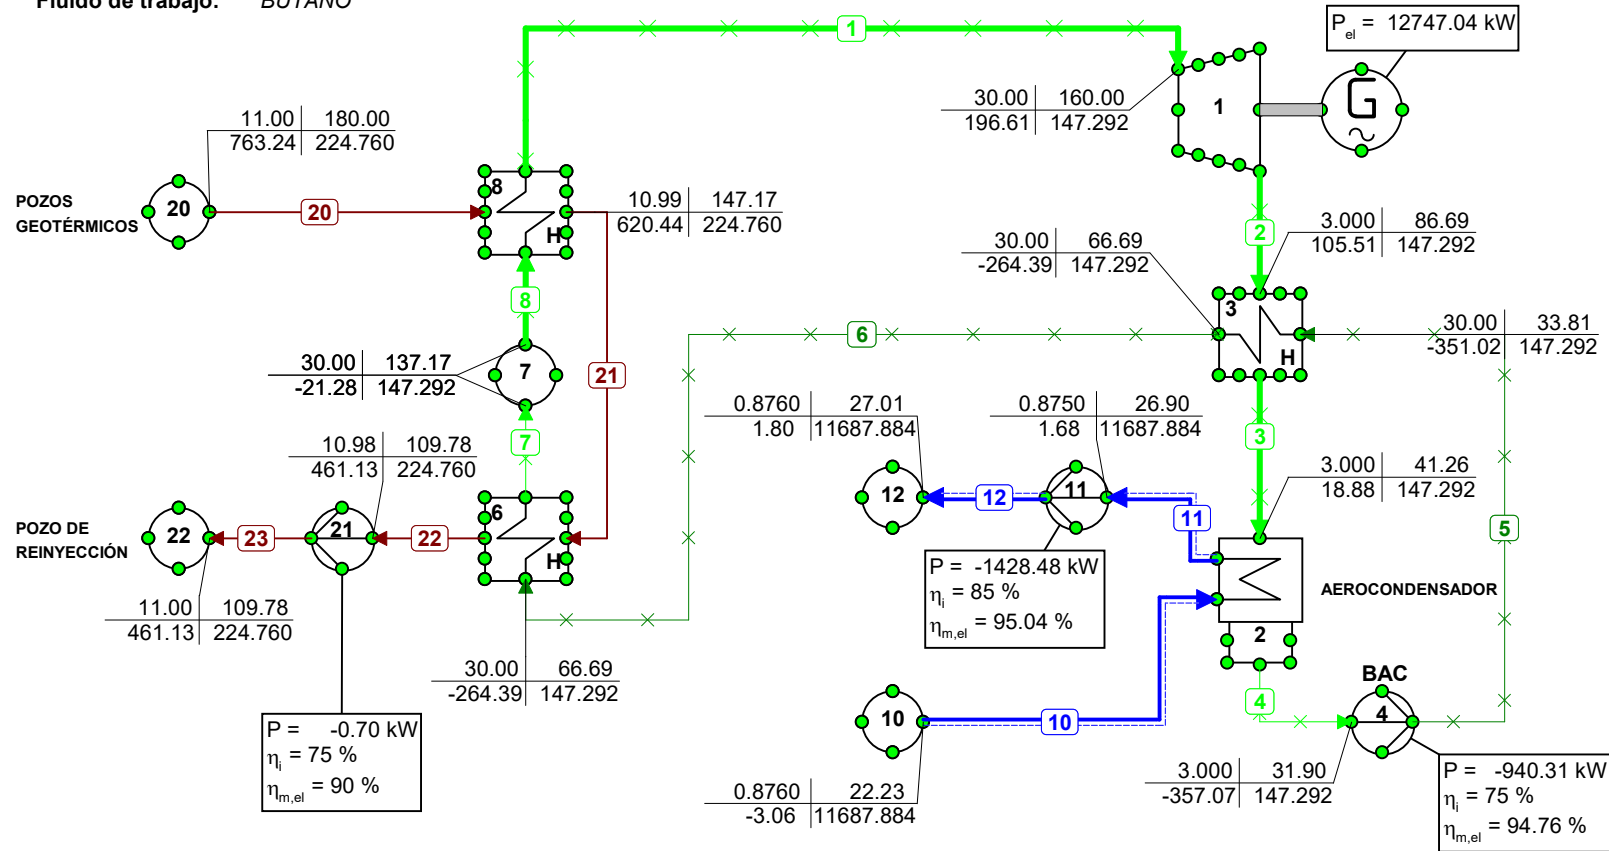 Fluido de trabajo: BUTANO
P el = 12747.04 kW
1
30.00 160.00
196.61 147.292
1
G
11.00 180.00
763.24 224.760
POZOS
GEOTÉRMICOS
20
20
8
H
10.99 147.17
620.44 224.760
2
3.000 86.69
105.51 147.292
30.00 66.69
-264.39 147.292
8
3
H
6
30.00 33.81
-351.02 147.292
30.00 137.17
-21.28 147.292
7
21
0.8760 27.01
1.80 11687.884
0.8750 26.90
1.68 11687.884
10.98 109.78
461.13 224.760
7
3
3.000 41.26
18.88 147.292
12
12
11
11
POZO DE
REINYECCIÓN
22
23
21
22
6
H
5
P = -1428.48 kW
ηi = 85 %
ηm,el = 95.04 %
AEROCONDENSADOR
11.00 109.78
461.13 224.760
2
30.00 66.69
-264.39 147.292
BAC
4
4
10
10
P = -0.70 kW
ηi = 75 %
ηm,el = 90 %
0.8760 22.23
-3.06 11687.884
3.000 31.90
-357.07 147.292
P = -940.31 kW
ηi = 75 %
ηm,el = 94.76 %